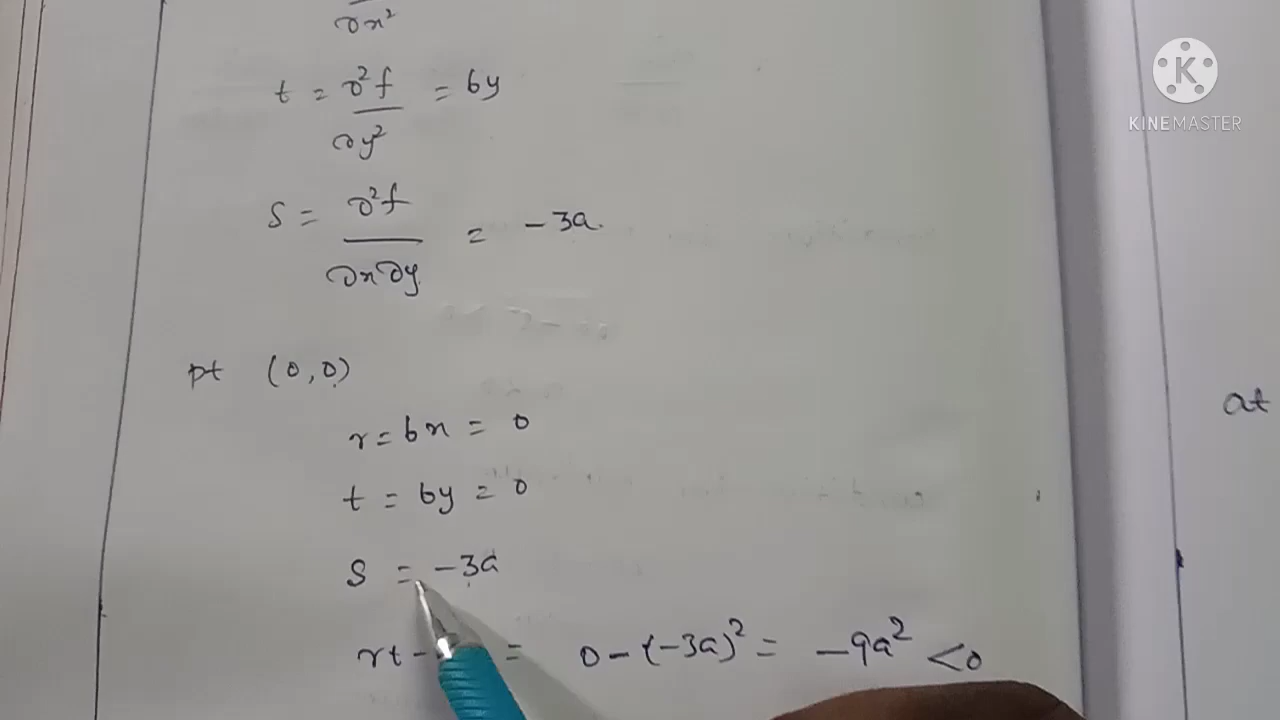 ∂x²
t = ∂²f / ∂y² = 6y
s = ∂²f / ∂x∂y = -3a.
pt (0,0)
r = 6x = 0
t = 6y = 0
s = -3a
rt - = 0-(-3a)² = -9a² <0
at
K
KINEMASTER